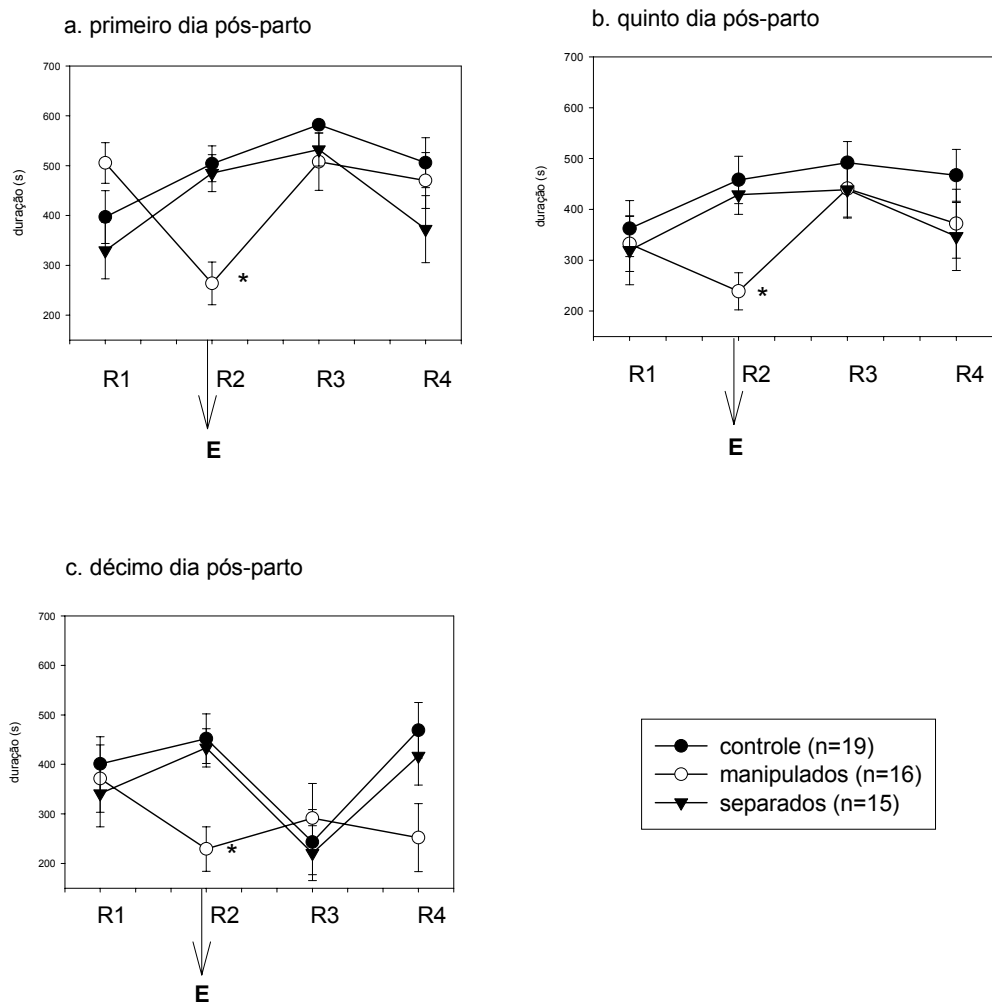 a. primeiro dia pós-parto
700
600
500
400
300
200
duração (s)
*
R1 R2 R3 R4
E
b. quinto dia pós-parto
700
600
500
400
300
200
duração (s)
*
R1 R2 R3 R4
E
c. décimo dia pós-parto
700
600
500
400
300
200
duração (s)
*
R1 R2 R3 R4
E
controle (n=19)
manipulados (n=16)
separados (n=15)